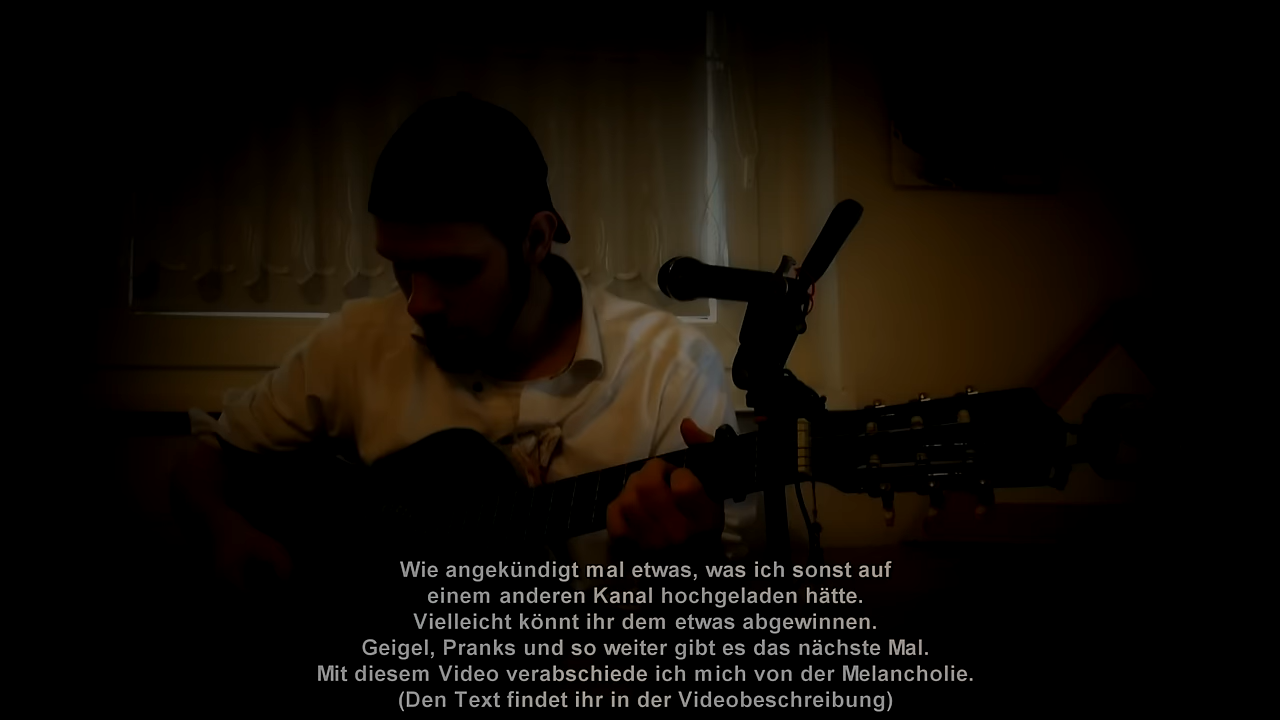 Wie angekündigt mal etwas, was ich sonst auf
einem anderen Kanal hochgeladen hätte.
Vielleicht könnt ihr dem etwas abgewinnen.
Geigel, Pranks und so weiter gibt es das nächste Mal.
Mit diesem Video verabschiede ich mich von der Melancholie.
(Den Text findet ihr in der Videobeschreibung)